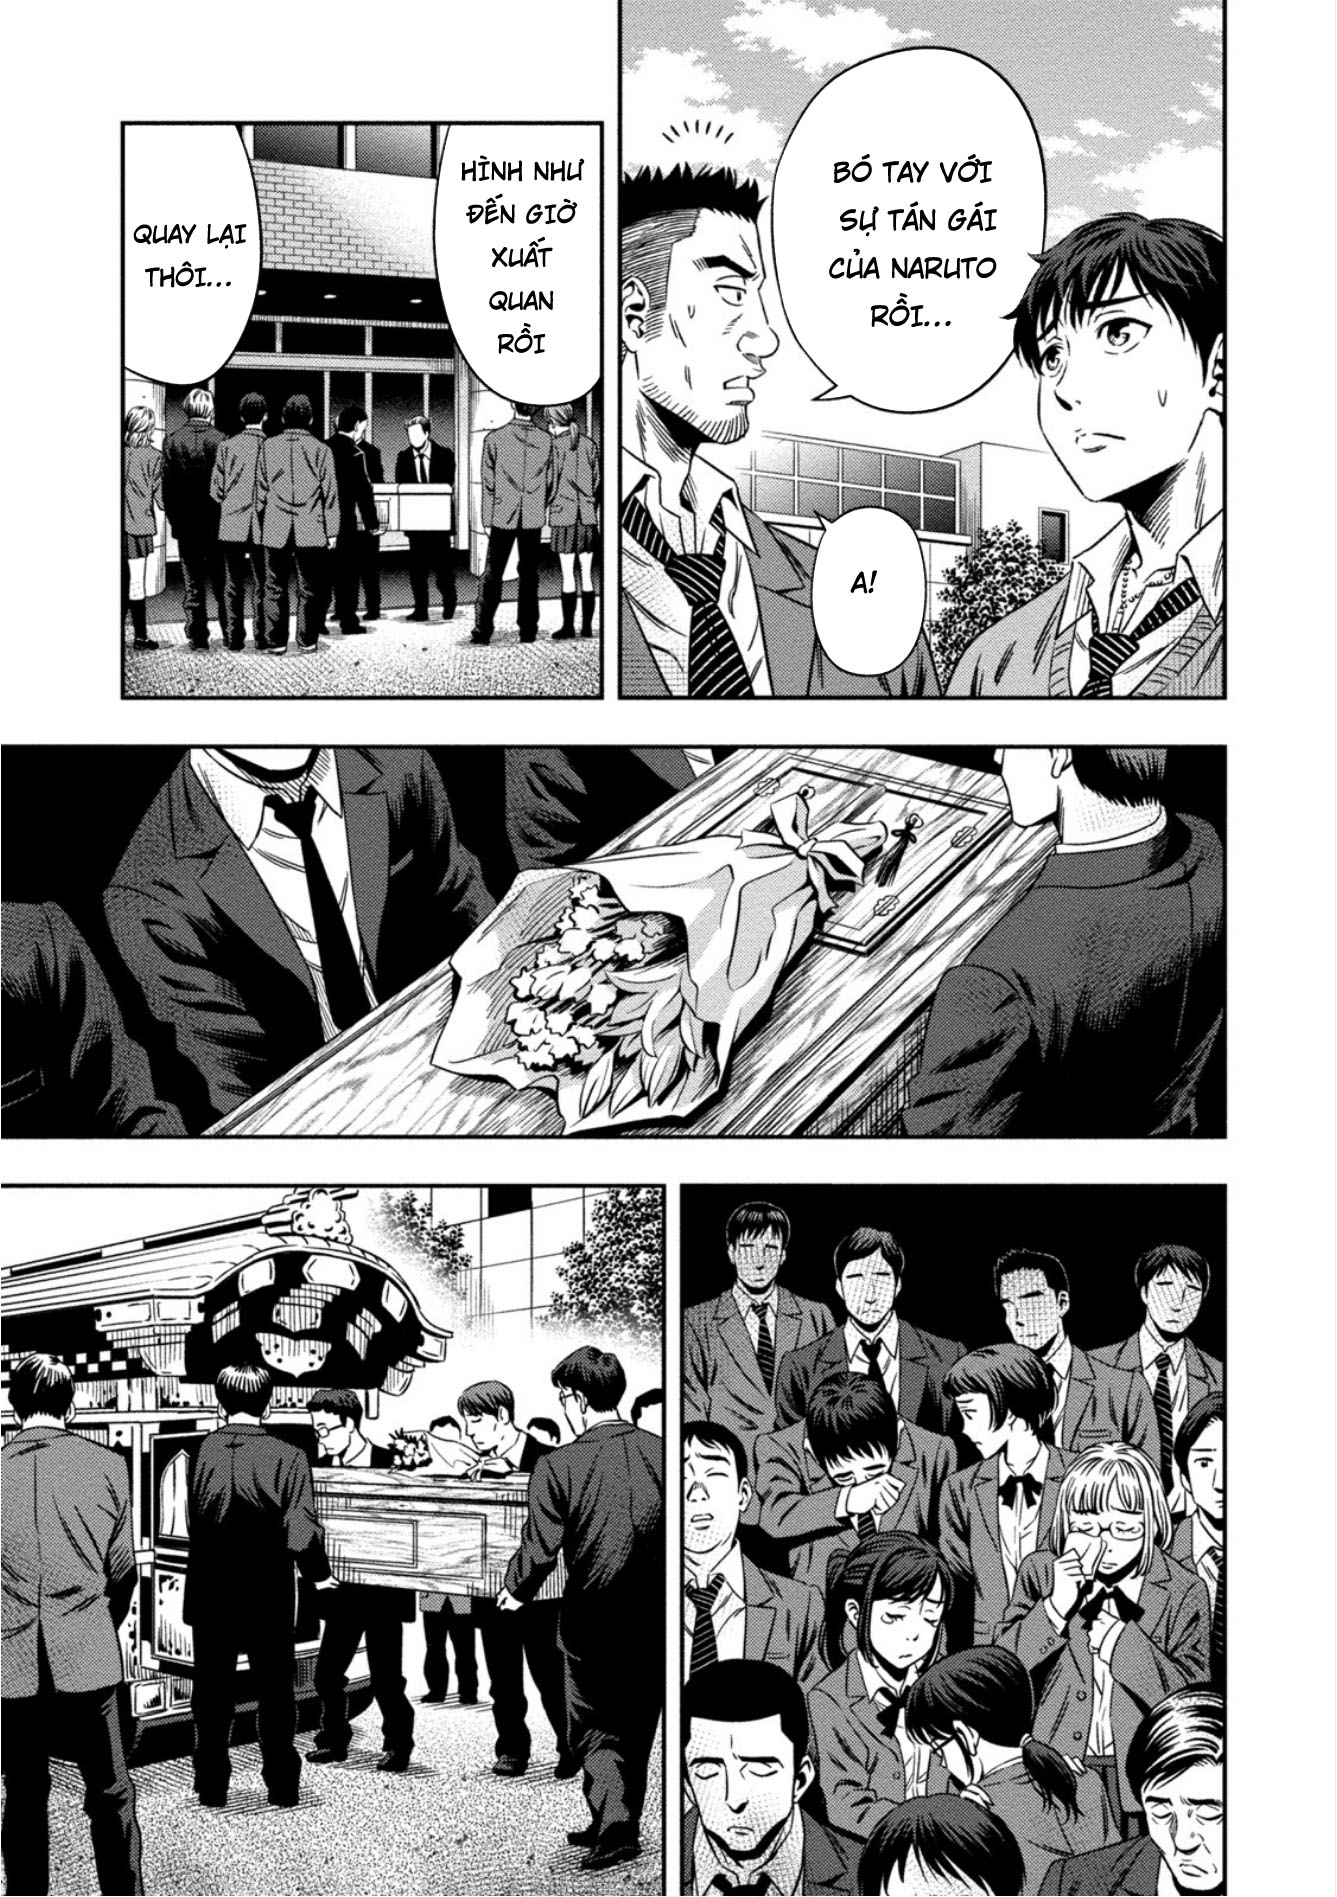 BÓ TAY VỚI
SỰ TÁN GÁI
CỦA NARUTO
RỒI...
A!
HÌNH NHƯ
ĐẾN GIỜ
XUẤT
QUAN
RỒI
QUAY LẠI
THÔI...